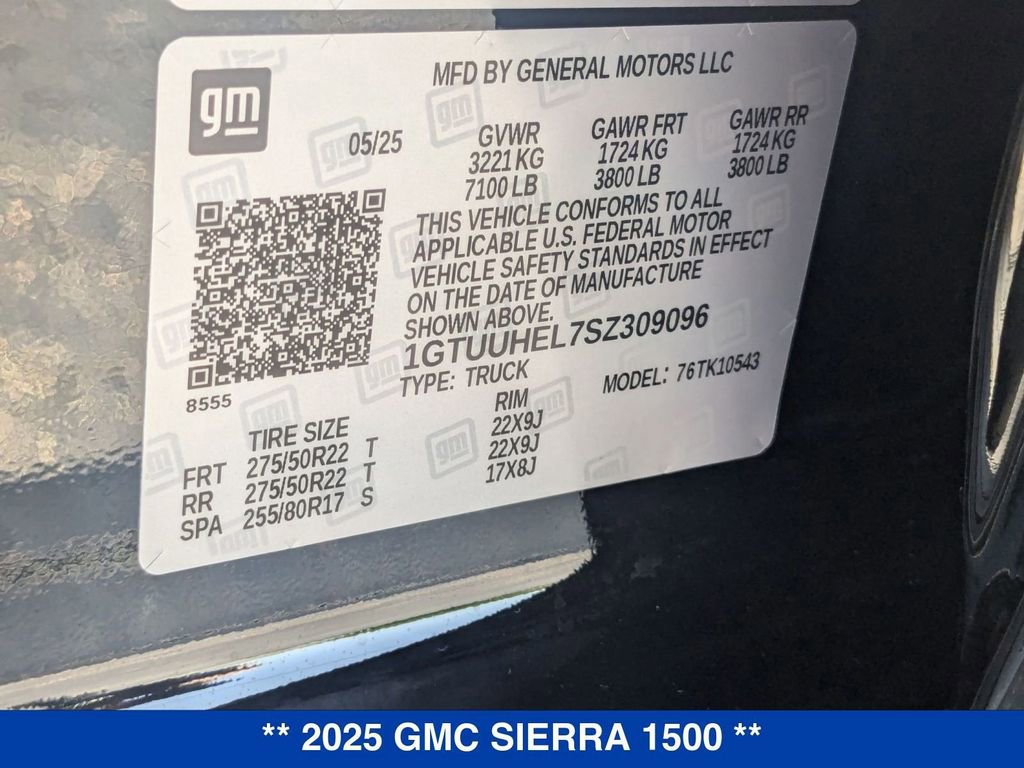 gm
MFD BY GENERAL MOTORS LLC
05/25
GVWR GAWR FRT GAWR RR
3221 KG 1724 KG 1724 KG
7100 LB 3800 LB 3800 LB
THIS VEHICLE CONFORMS TO ALL
APPLICABLE U.S. FEDERAL MOTOR
VEHICLE SAFETY STANDARDS IN EFFECT
ON THE DATE OF MANUFACTURE
SHOWN ABOVE.
1GTUUHEL7SZ309096
TYPE: TRUCK MODEL: 76TK10543
8555
TIRE SIZE RIM
FRT 275/50R22 T 22X9J
RR 275/50R22 T 22X9J
SPA 255/80R17 S 17X8J
** 2025 GMC SIERRA 1500 **